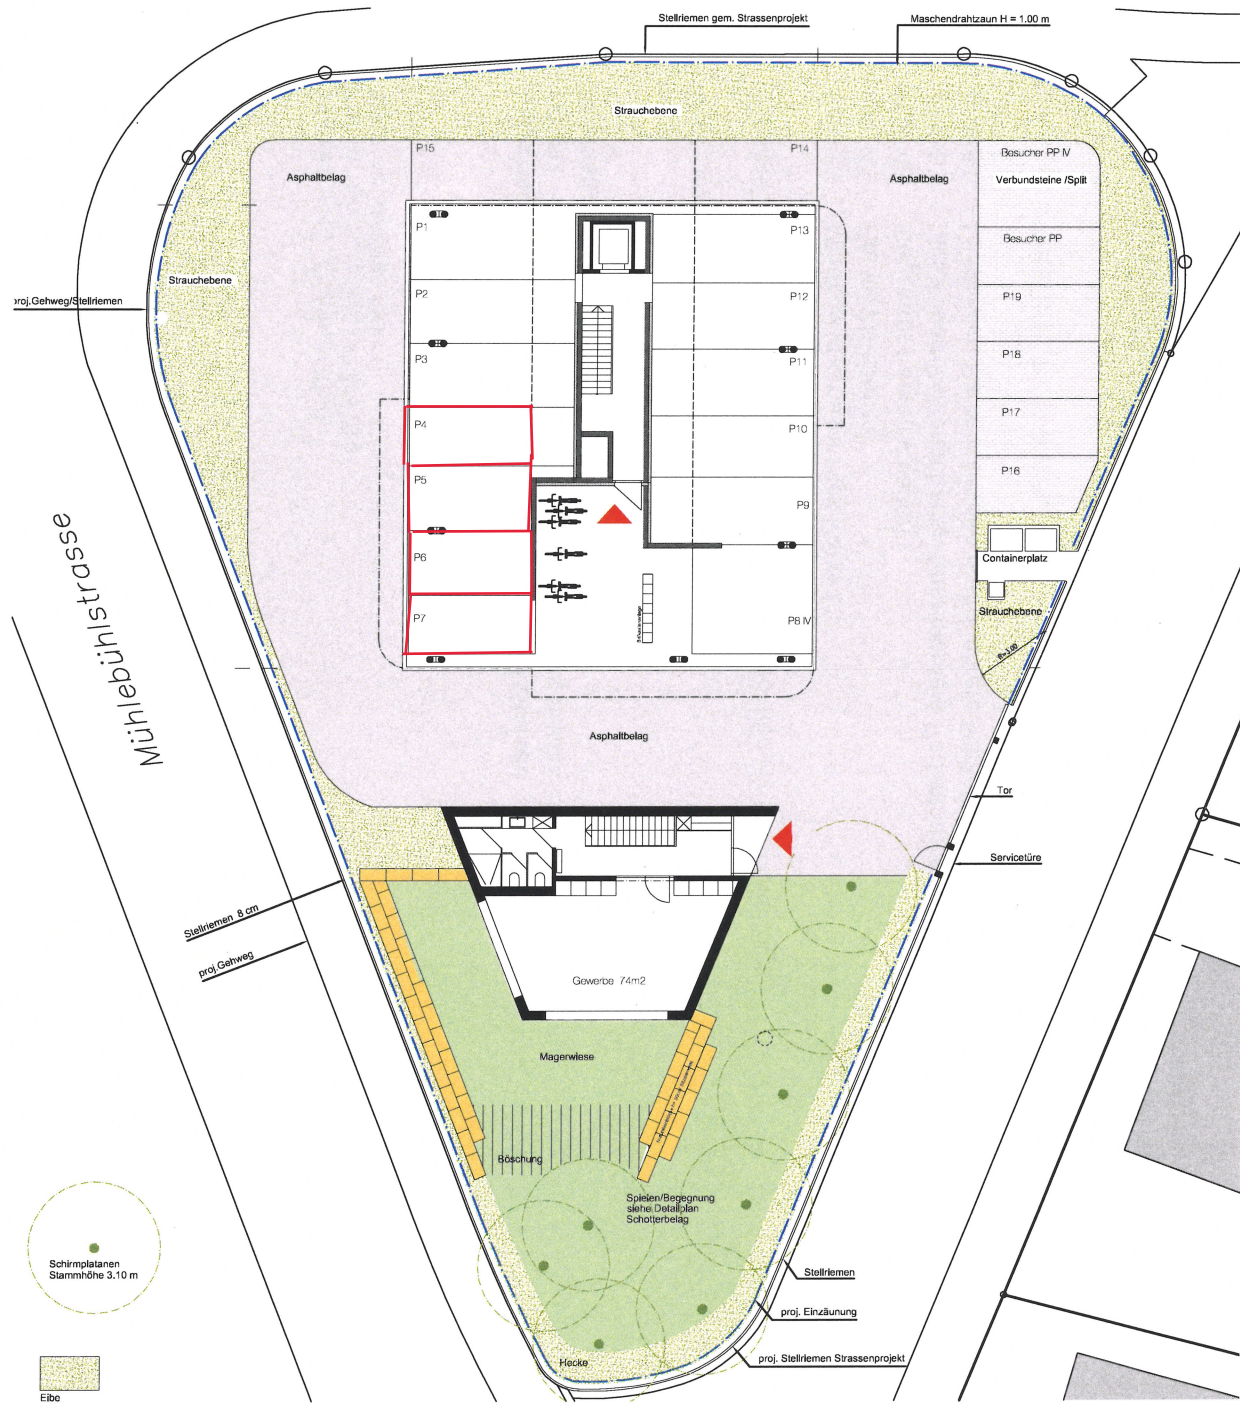 Stellriemen gem. Strassenprojekt
Maschendrahtzaun H = 1.00 m
Strauchebene
P15
P14
Besucher PP IV
Asphaltbelag
Asphaltbelag
Verbundsteine /Split
P1
P13
Besucher PP
Strauchebene
P2
P12
P19
proj.Gehweg/Stellriemen
P3
P11
P18
P4
P10
P17
P5
P9
P16
P6
Containerplatz
P7
P8 IV
Strauchebene
R=3.00
Mühlebühlstrasse
Asphaltbelag
Tor
Servicetüre
Stellriemen 8 cm
proj.Gehweg
Gewerbe 74m2
Magerwiese
Böschung
Spielen/Begegnung
siehe Detailplan
Schotterbelag
Schirmplatanen
Stammhöhe 3.10 m
Stellriemen
proj. Einzäunung
proj. Stellriemen Strassenprojekt
Hecke
Eibe